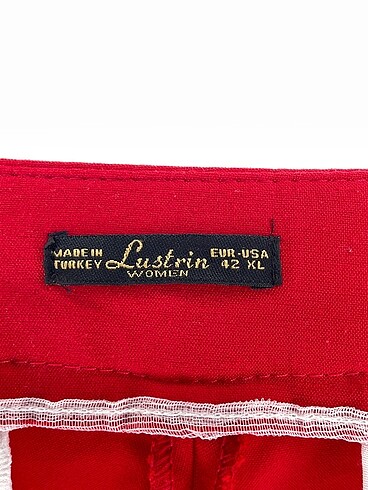 MADE IN Lustrin EUR-USA
TURKEY WOMEN 42 XL